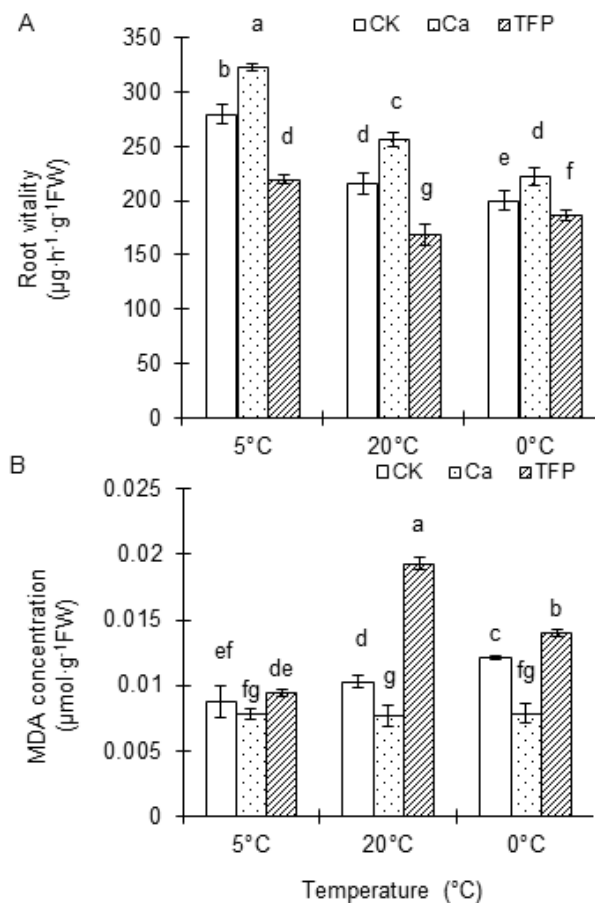 A
CK Ca TFP
Root vitality
(µg·h⁻¹·g⁻¹FW)
350
300
250
200
150
100
50
0
b a d
d c g
e d f
5°C 20°C 0°C
B
CK Ca TFP
MDA concentration
(µmol·g⁻¹FW)
0.025
0.02
0.015
0.01
0.005
0
ef fg de
d g a
c fg b
5°C 20°C 0°C
Temperature (°C)